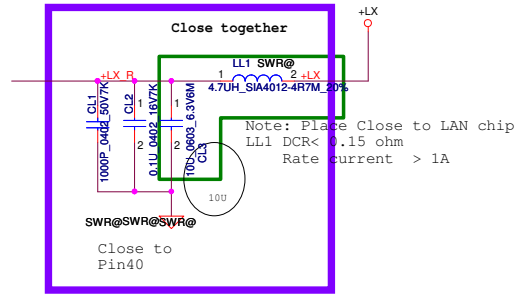 +LX
Close together
LL1 SWR@
+LX_R
1
2
+LX
4.7UH_SIA4012-4R7M_20%
CL1
1000P_0402_50V7K
CL2
1
2
0.1U_0402_16V7K
1
2
10U_0603_6.3V6M
CL3
Note: Place Close to LAN chip
LL1 DCR< 0.15 ohm
Rate current > 1A
10U
SWR@SWR@SWR@
Close to
Pin40